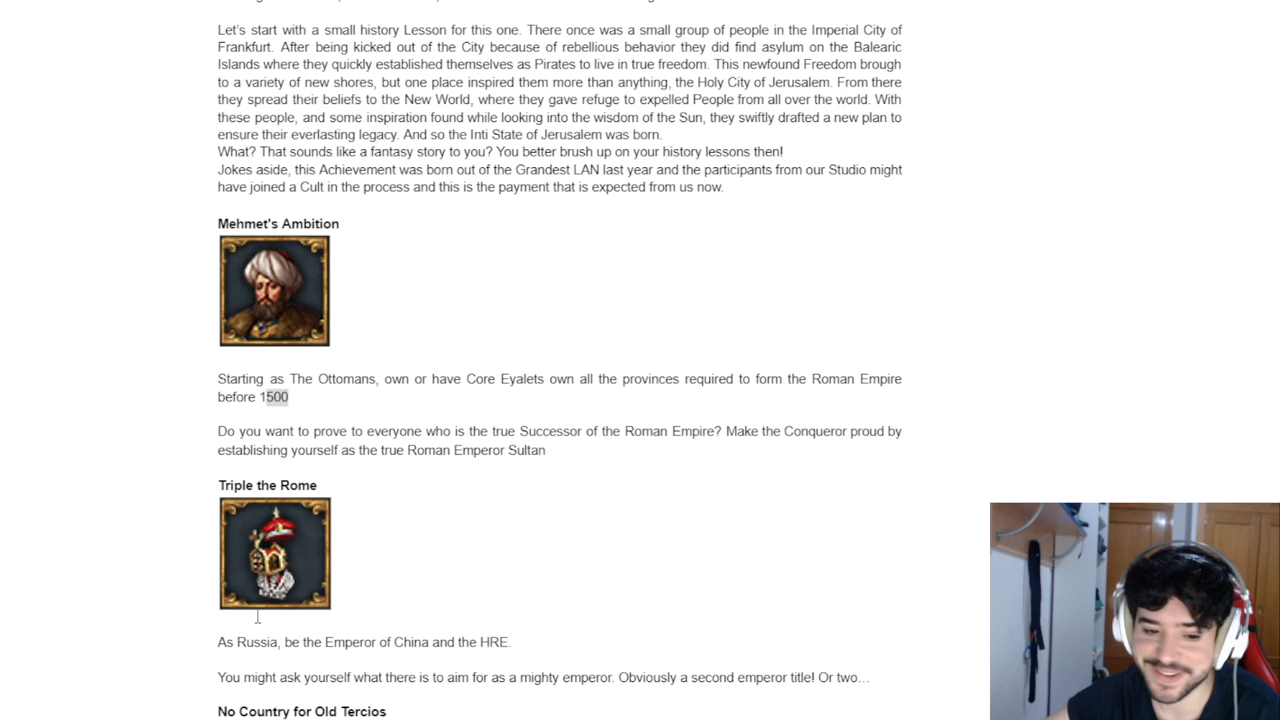 Let's start with a small history Lesson for this one. There once was a small group of people in the Imperial City of
Frankfurt. After being kicked out of the City because of rebellious behavior they did find asylum on the Balearic
Islands where they quickly established themselves as Pirates to live in true freedom. This newfound Freedom brough
to a variety of new shores, but one place inspired them more than anything, the Holy City of Jerusalem. From there
they spread their beliefs to the New World, where they gave refuge to expelled People from all over the world. With
these people, and some inspiration found while looking into the wisdom of the Sun, they swiftly drafted a new plan to
ensure their everlasting legacy. And so the Inti State of Jerusalem was born.
What? That sounds like a fantasy story to you? You better brush up on your history lessons then!
Jokes aside, this Achievement was born out of the Grandest LAN last year and the participants from our Studio might
have joined a Cult in the process and this is the payment that is expected from us now.
Mehmet's Ambition
Starting as The Ottomans, own or have Core Eyalets own all the provinces required to form the Roman Empire
before 1500
Do you want to prove to everyone who is the true Successor of the Roman Empire? Make the Conqueror proud by
establishing yourself as the true Roman Emperor Sultan
Triple the Rome
As Russia, be the Emperor of China and the HRE.
You might ask yourself what there is to aim for as a mighty emperor. Obviously a second emperor title! Or two…
No Country for Old Tercios